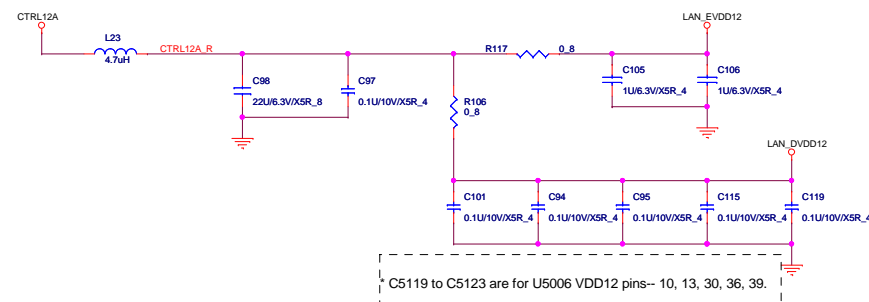 CTRL12A
LAN_EVDD12
L23
CTRL12A_R
4.7uH
R117
0_8
C98
22U/6.3V/X5R_8
C97
0.1U/10V/X5R_4
C105
1U/6.3V/X5R_4
C106
1U/6.3V/X5R_4
R106
0_8
LAN_DVDD12
C101
0.1U/10V/X5R_4
C94
0.1U/10V/X5R_4
C95
0.1U/10V/X5R_4
C115
0.1U/10V/X5R_4
C119
0.1U/10V/X5R_4
* C5119 to C5123 are for U5006 VDD12 pins-- 10, 13, 30, 36, 39.